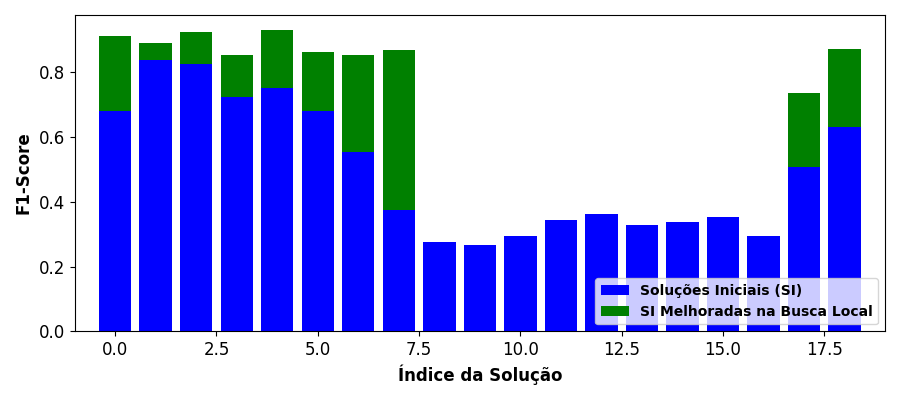 F1-Score
0.8
0.6
0.4
0.2
0.0
Soluções Iniciais (SI)
SI Melhoradas na Busca Local
0.0 2.5 5.0 7.5 10.0 12.5 15.0 17.5
Índice da Solução